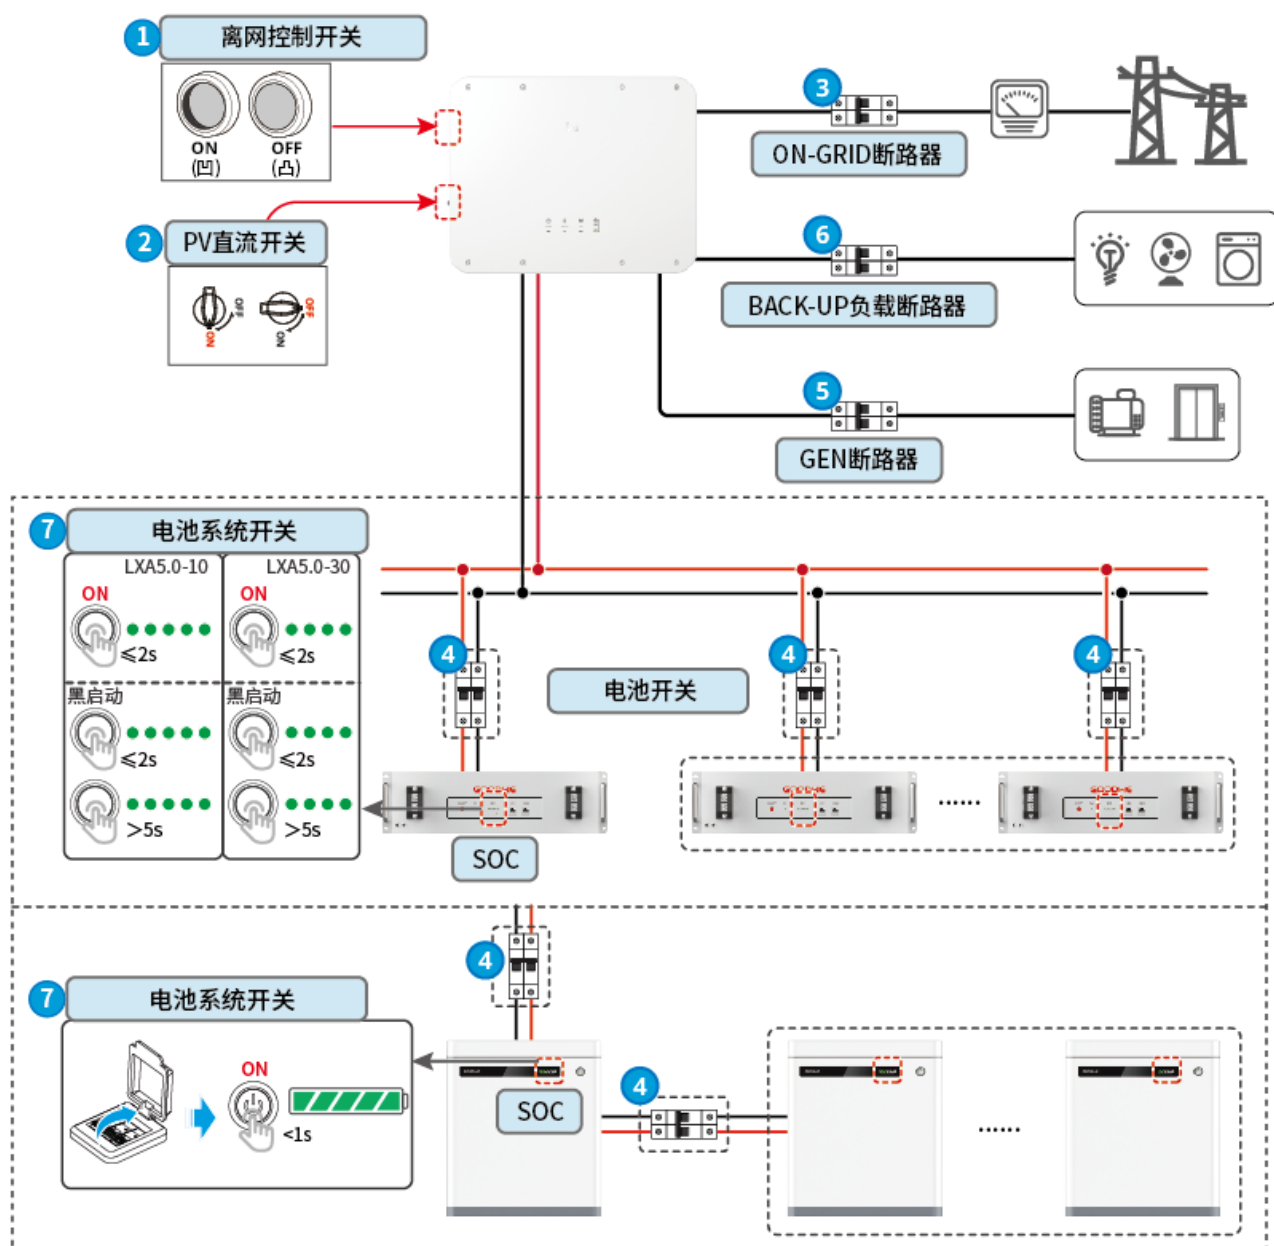 1
离网控制开关
ON
(凹)
OFF
(凸)
2
PV直流开关
OFF
ON
OFF
ON
3
ON-GRID断路器
6
BACK-UP负载断路器
5
GEN断路器
7
电池系统开关
LXA5.0-10
LXA5.0-30
ON
ON
≤2s
≤2s
黑启动
黑启动
≤2s
≤2s
>5s
>5s
4
4
4
电池开关
......
SOC
4
7
电池系统开关
ON
<1s
SOC
4
......